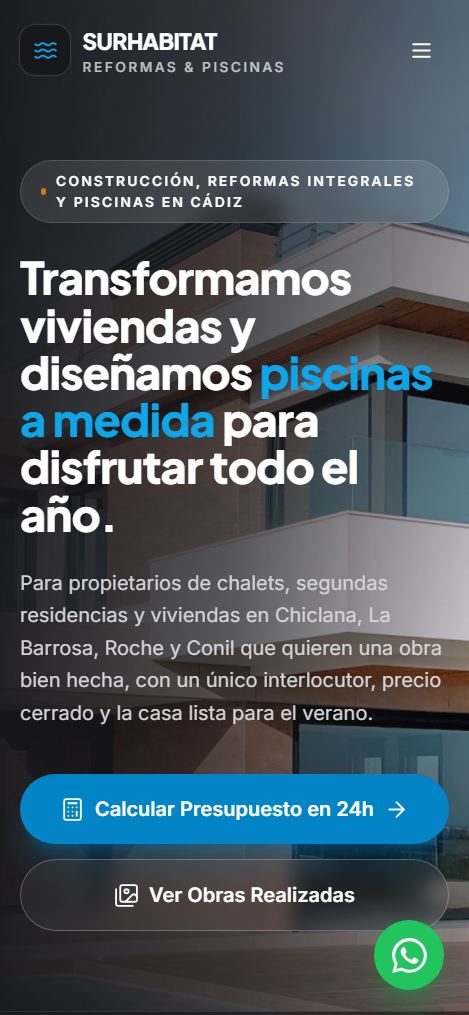 SURHABITAT
REFORMAS & PISCINAS
CONSTRUCCIÓN, REFORMAS INTEGRALES
Y PISCINAS EN CÁDIZ
Transformamos
viviendas y
diseñamos piscinas
a medida para
disfrutar todo el
año.
Para propietarios de chalets, segundas
residencias y viviendas en Chiclana, La
Barrosa, Roche y Conil que quieren una obra
bien hecha, con un único interlocutor, precio
cerrado y la casa lista para el verano.
Calcular Presupuesto en 24h
Ver Obras Realizadas